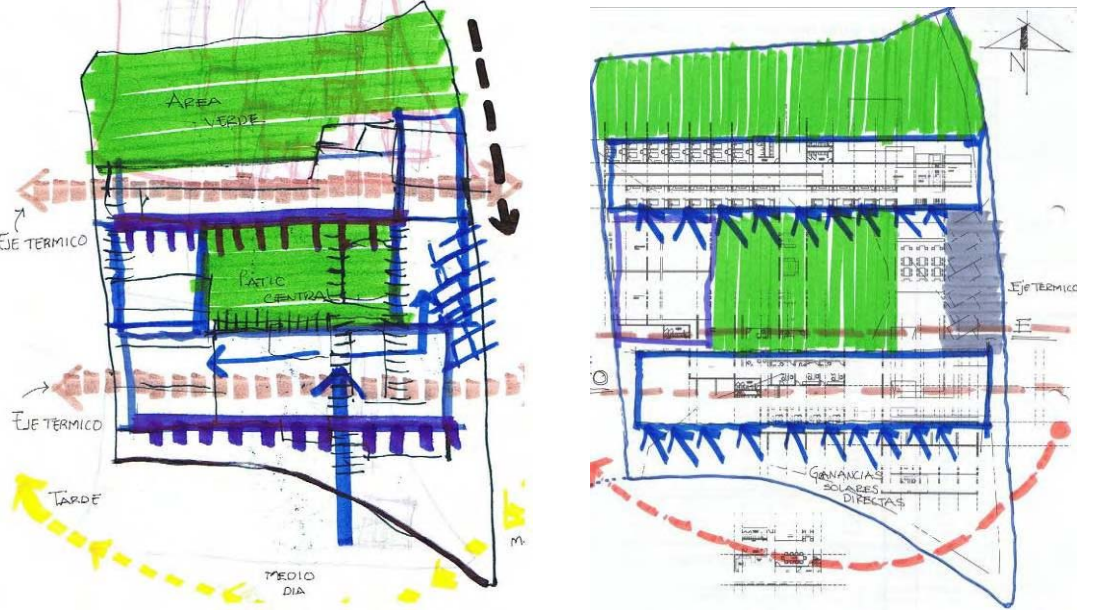 AREA
VERDE
EJE TERMICO
PATIO
CENTRAL
EJE TERMICO
TARDE
MEDIO
DIA
M
N
EJE TERMICO
E
O
GANANCIAS
SOLARES
DIRECTAS